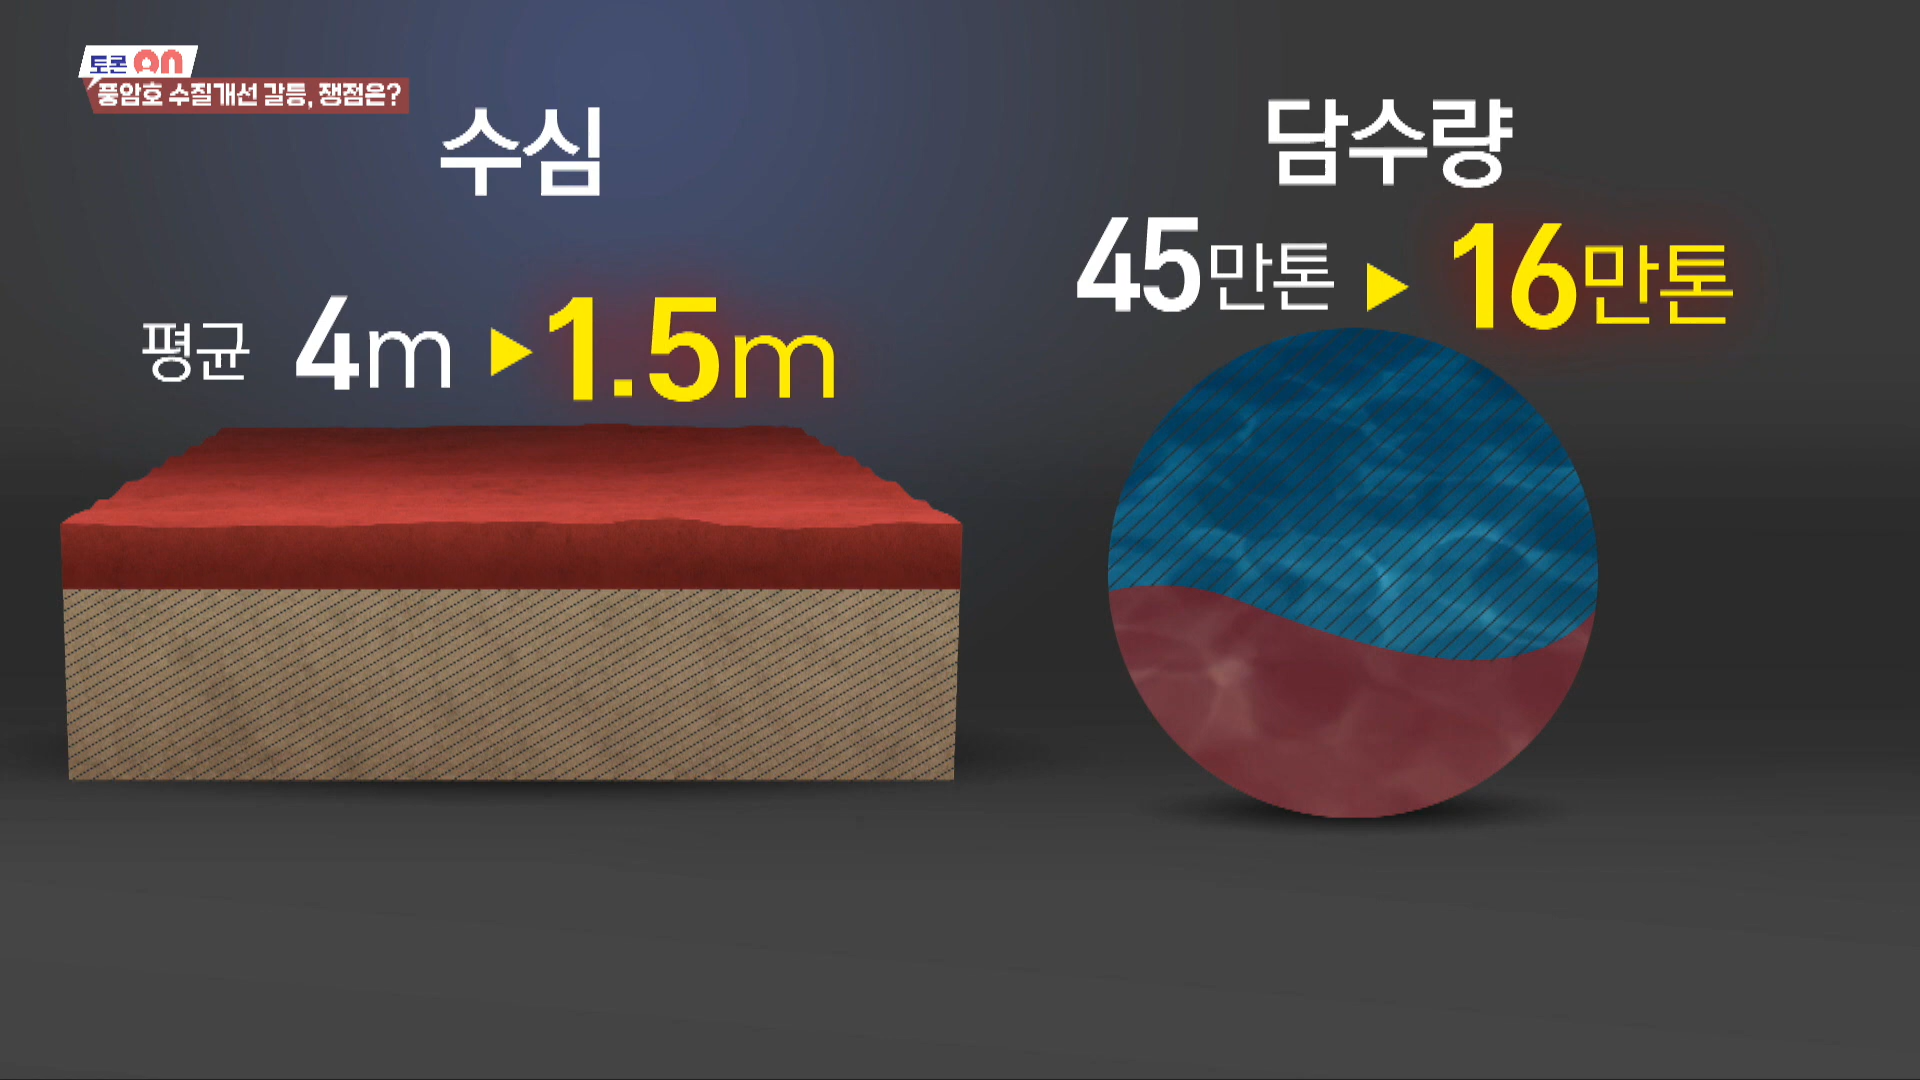 토론 On
풍암호 수질개선 갈등, 쟁점은?
수심
평균 4m ▶ 1.5m
담수량
45만톤 ▶ 16만톤